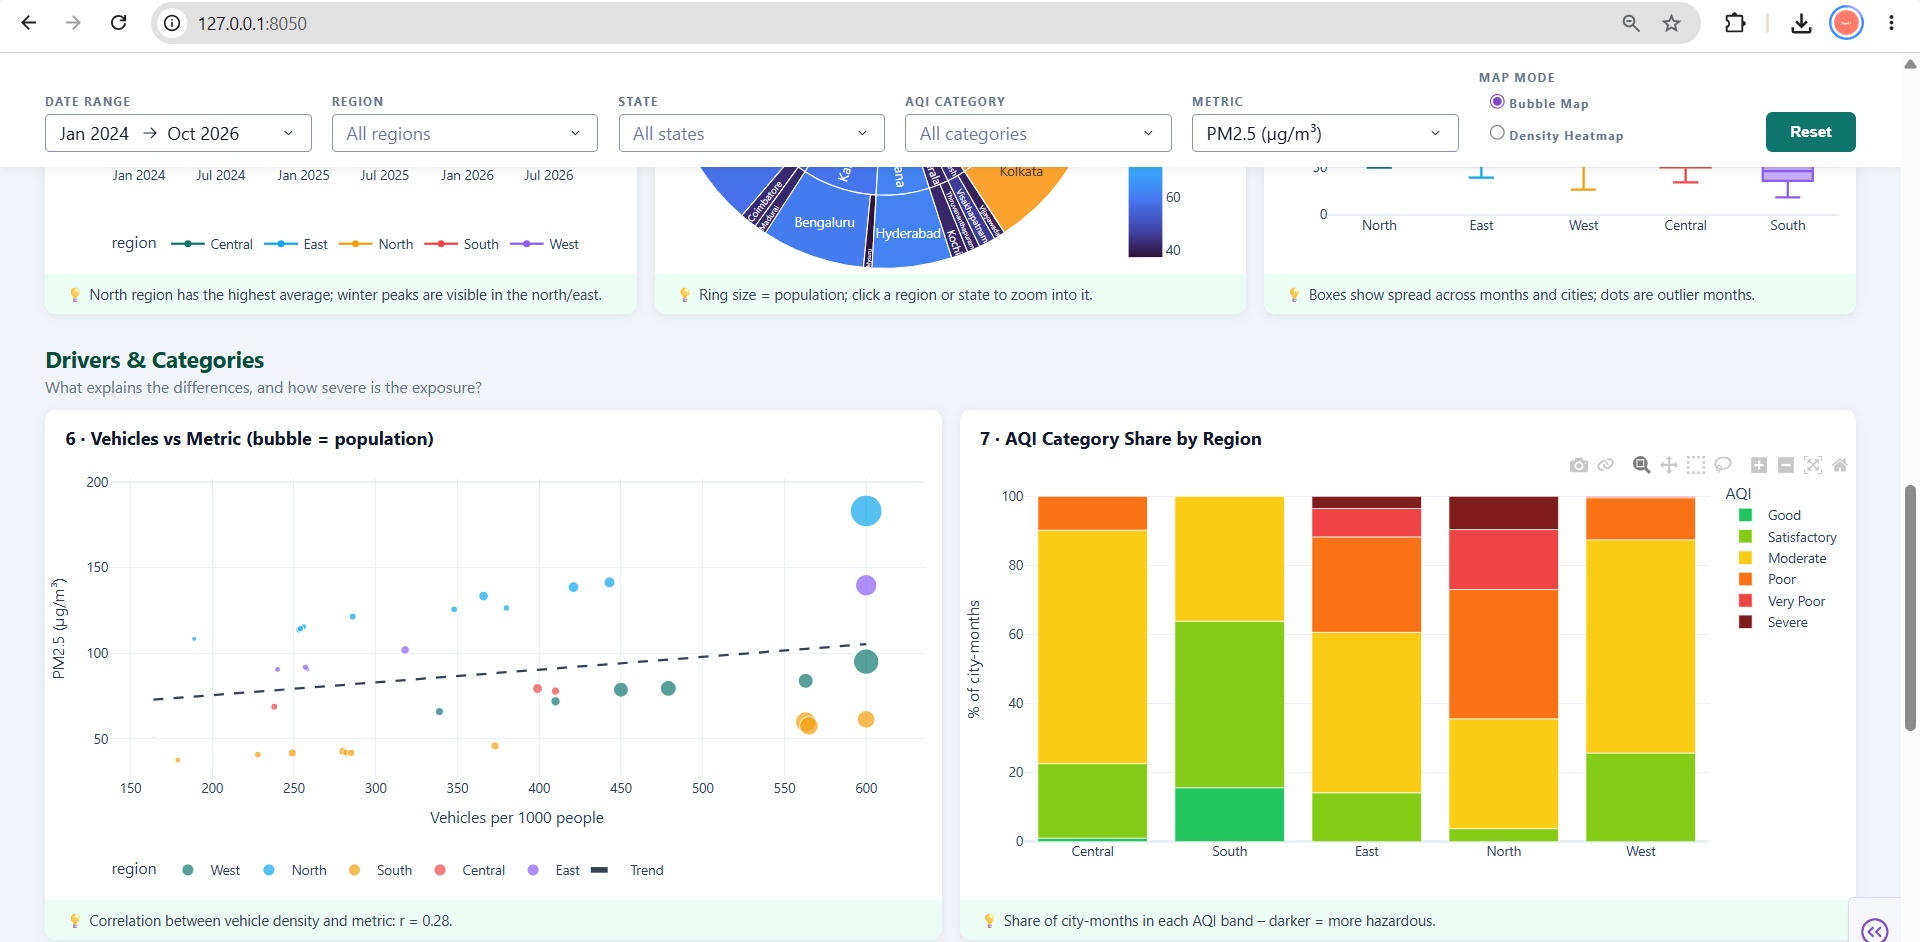 127.0.0.1:8050
MAP MODE
DATE RANGE
REGION
STATE
AQI CATEGORY
METRIC
Bubble Map
Jan 2024 → Oct 2026
All regions
All states
All categories
PM2.5 (µg/m³)
Density Heatmap
Reset
Jan 2024 Jul 2024 Jan 2025 Jul 2025 Jan 2026 Jul 2026
region Central East North South West
Kolkata
Coimbatore
Madurai
Bengaluru
Hyderabad
Kochi
Thiruvananthapuram
Visakhapatnam
Vijayawada
60
40
0
North East West Central South
💡 North region has the highest average; winter peaks are visible in the north/east.
💡 Ring size = population; click a region or state to zoom into it.
💡 Boxes show spread across months and cities; dots are outlier months.
Drivers & Categories
What explains the differences, and how severe is the exposure?
6 · Vehicles vs Metric (bubble = population)
200
150
100
50
PM2.5 (µg/m³)
150 200 250 300 350 400 450 500 550 600
Vehicles per 1000 people
region West North South Central East Trend
💡 Correlation between vehicle density and metric: r = 0.28.
7 · AQI Category Share by Region
100
80
60
40
20
0
% of city-months
Central South East North West
AQI
Good
Satisfactory
Moderate
Poor
Very Poor
Severe
💡 Share of city-months in each AQI band – darker = more hazardous.